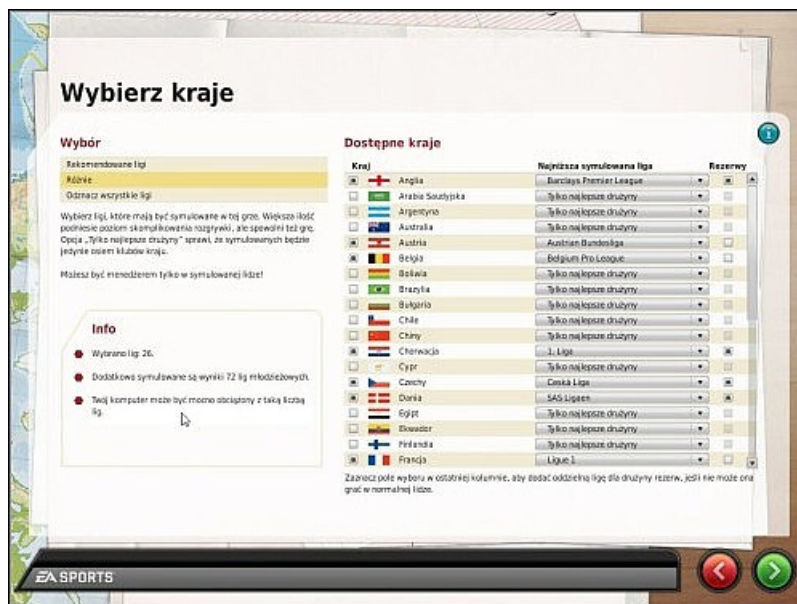 Wybierz kraje
Wybór
Rekomendowane ligi
Różnie
Odznacz wszystkie ligi
Wybierz ligi, które mają być symulowane w tej grze. Większa ilość
podniesie poziom skomplikowania rozgrywki, ale spowolni też grę.
Opcja „Tylko najlepsze drużyny” sprawi, że symulowanych będzie
jedynie osiem klubów kraju.
Możesz być menedżerem tylko w symulowanej lidze!
Info
Wybrano lig: 26.
Dodatkowo symulowane są wyniki 72 lig młodzieżowych.
Twój komputer może być mocno obciążony z taką liczbą
lig.
Dostępne kraje
Kraj Najniższa symulowana liga Rezerwy
Anglia Barclays Premier League
Arabia Saudyjska Tylko najlepsze drużyny
Argentyna Tylko najlepsze drużyny
Australia Tylko najlepsze drużyny
Austria Austrian Bundesliga
Belgia Belgium Pro League
Boliwia Tylko najlepsze drużyny
Brazylia Tylko najlepsze drużyny
Bułgaria Tylko najlepsze drużyny
Chile Tylko najlepsze drużyny
Chiny Tylko najlepsze drużyny
Chorwacja 1. Liga
Cypr Tylko najlepsze drużyny
Czechy Česká Liga
Dania SAS Ligaen
Egipt Tylko najlepsze drużyny
Ekwador Tylko najlepsze drużyny
Finlandia Tylko najlepsze drużyny
Francja Ligue 1
Zaznacz pole wyboru w ostatniej kolumnie, aby dodać oddzielną ligę dla drużyny rezerw, jeśli nie może ona
grać w normalnej lidze.
EA SPORTS